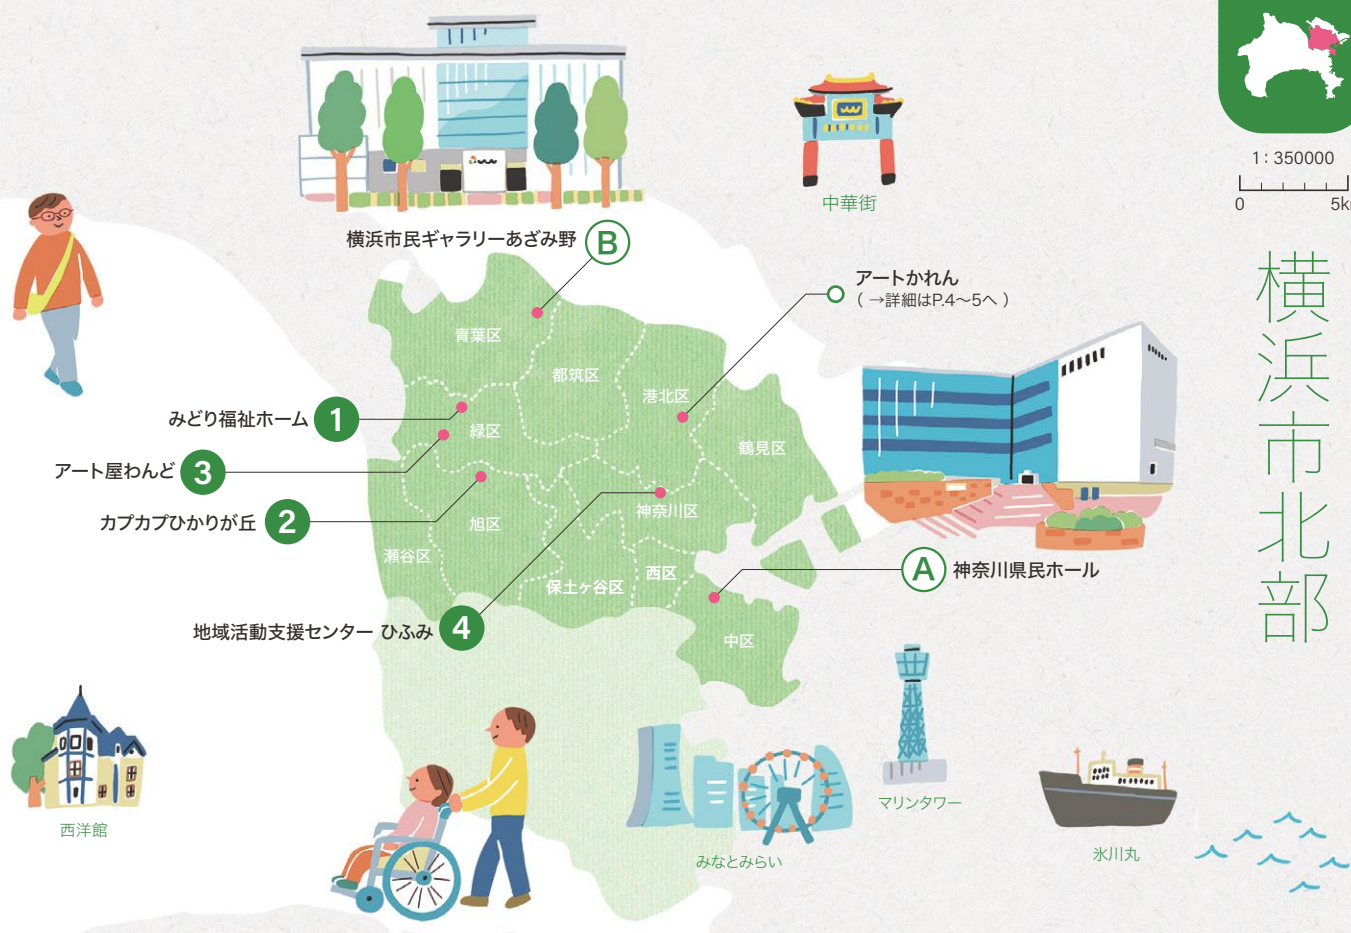 横浜市北部
1：350000
0
中華街
横浜市民ギャラリーあざみ野
B
アートかれん
（ →詳細はP.4〜5へ ）
青葉区
都筑区
港北区
みどり福祉ホーム
1
緑区
鶴見区
アート屋わんど
3
カプカプひかりが丘
2
旭区
神奈川区
瀬谷区
保土ヶ谷区
西区
A
神奈川県民ホール
地域活動支援センター ひふみ
4
中区
西洋館
みなとみらい
マリンタワー
氷川丸